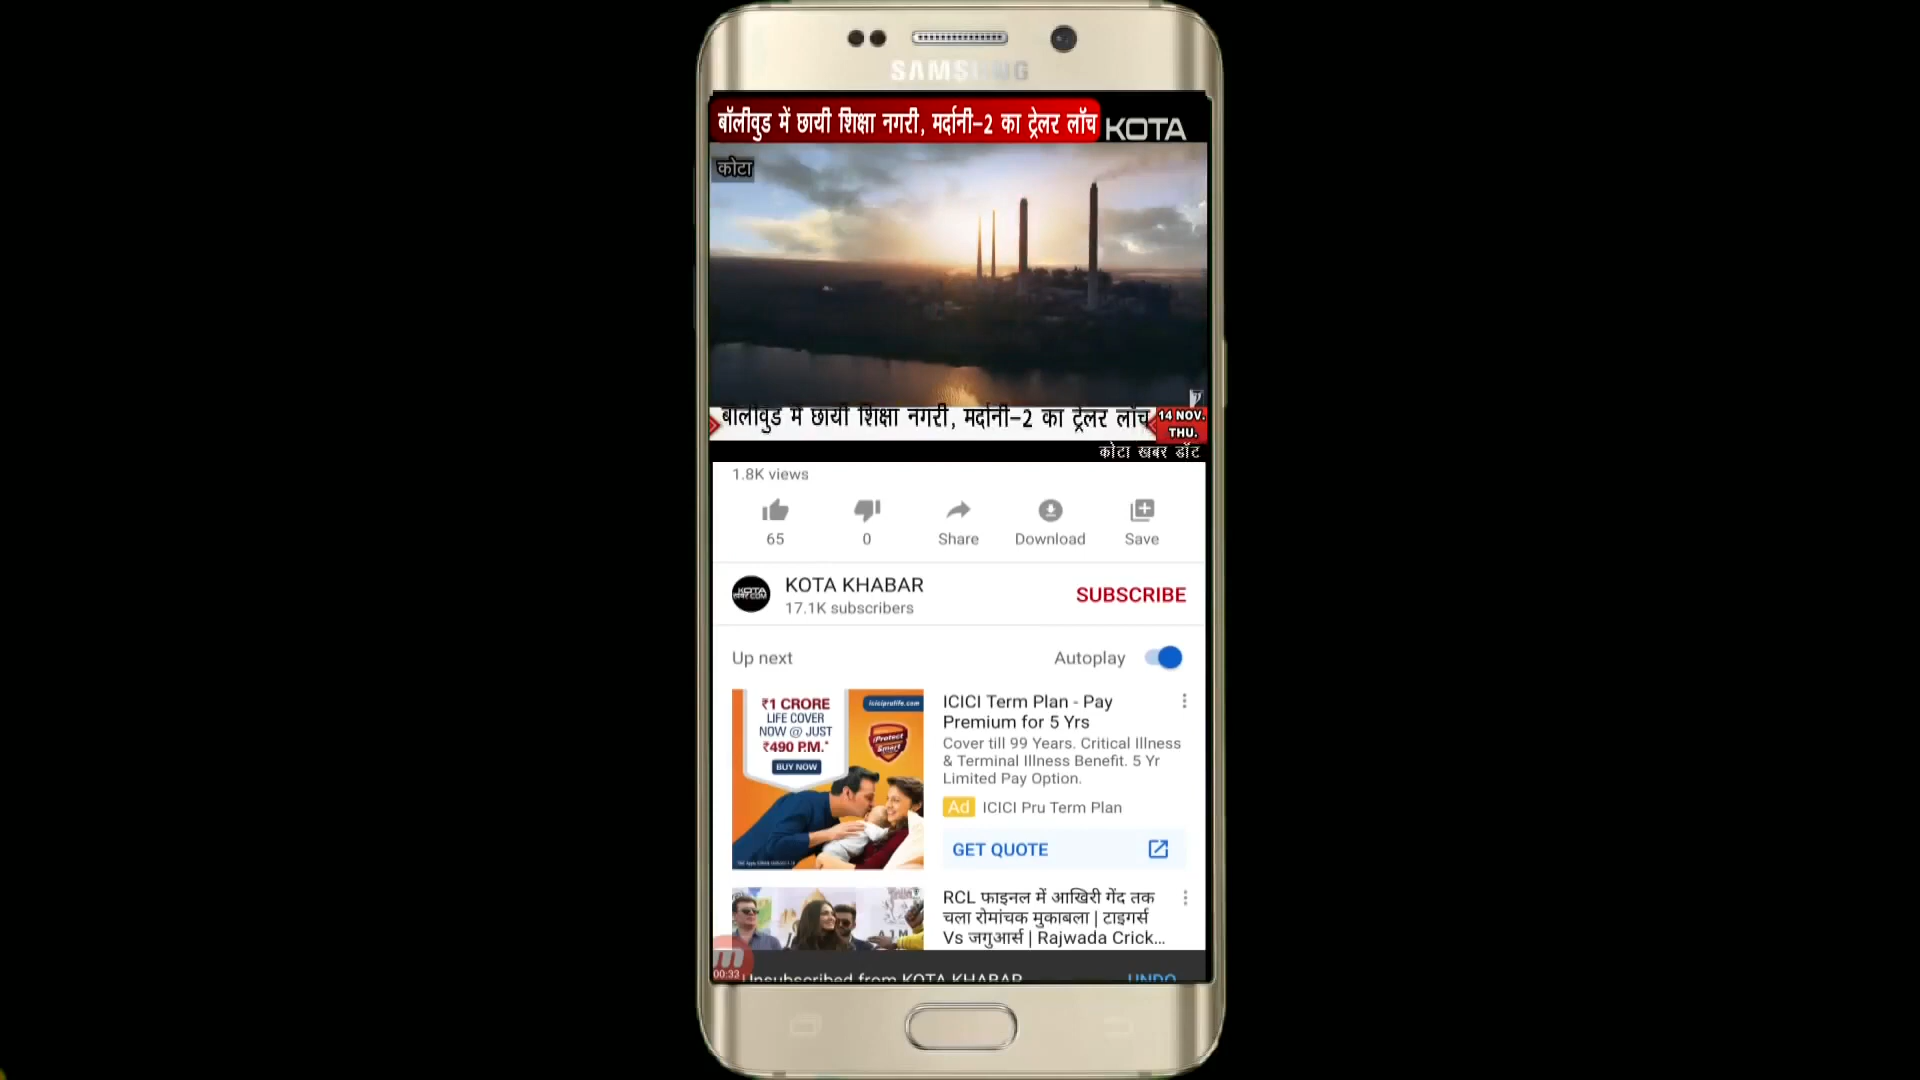 SAMSUNG
बॉलीवुड में छायी शिक्षा नगरी, मर्दानी-2 का ट्रेलर लॉच
KOTA
कोटा
बॉलीवुड में छायी शिक्षा नगरी, मर्दानी-2 का ट्रेलर लॉच
14 NOV.
THU.
कोटा खबर डॉट
1.8K views
65
0
Share
Download
Save
KOTA KHABAR
17.1K subscribers
SUBSCRIBE
Up next
Autoplay
₹1 CRORE
LIFE COVER
NOW @ JUST
₹490 P.M.*
BUY NOW
iciciprulife.com
iProtect
Smart
ICICI Term Plan - Pay
Premium for 5 Yrs
Cover till 99 Years. Critical Illness
& Terminal Illness Benefit. 5 Yr
Limited Pay Option.
Ad ICICI Pru Term Plan
GET QUOTE
RCL फाइनल में आखिरी गेंद तक
चला रोमांचक मुकाबला | टाइगर्स
Vs जगुआर्स | Rajwada Crick...
00:33
Unsubscribed from KOTA KHABAR
UNDO